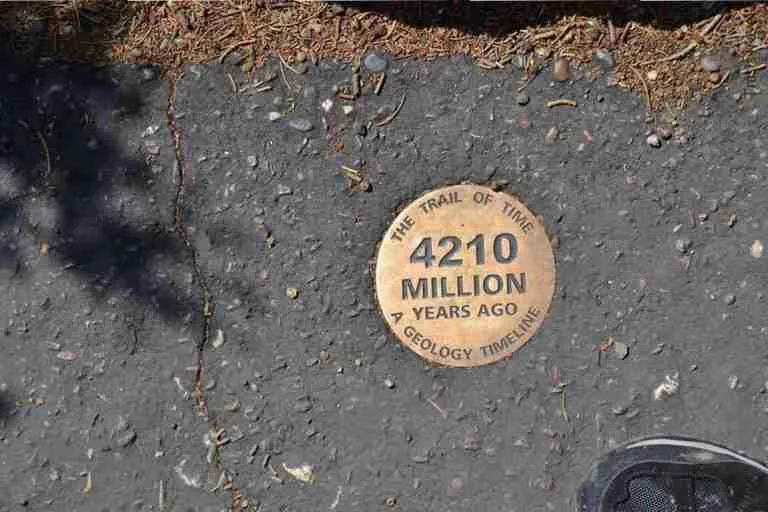 THE TRAIL OF TIME
4210
MILLION
YEARS AGO
A GEOLOGY TIMELINE